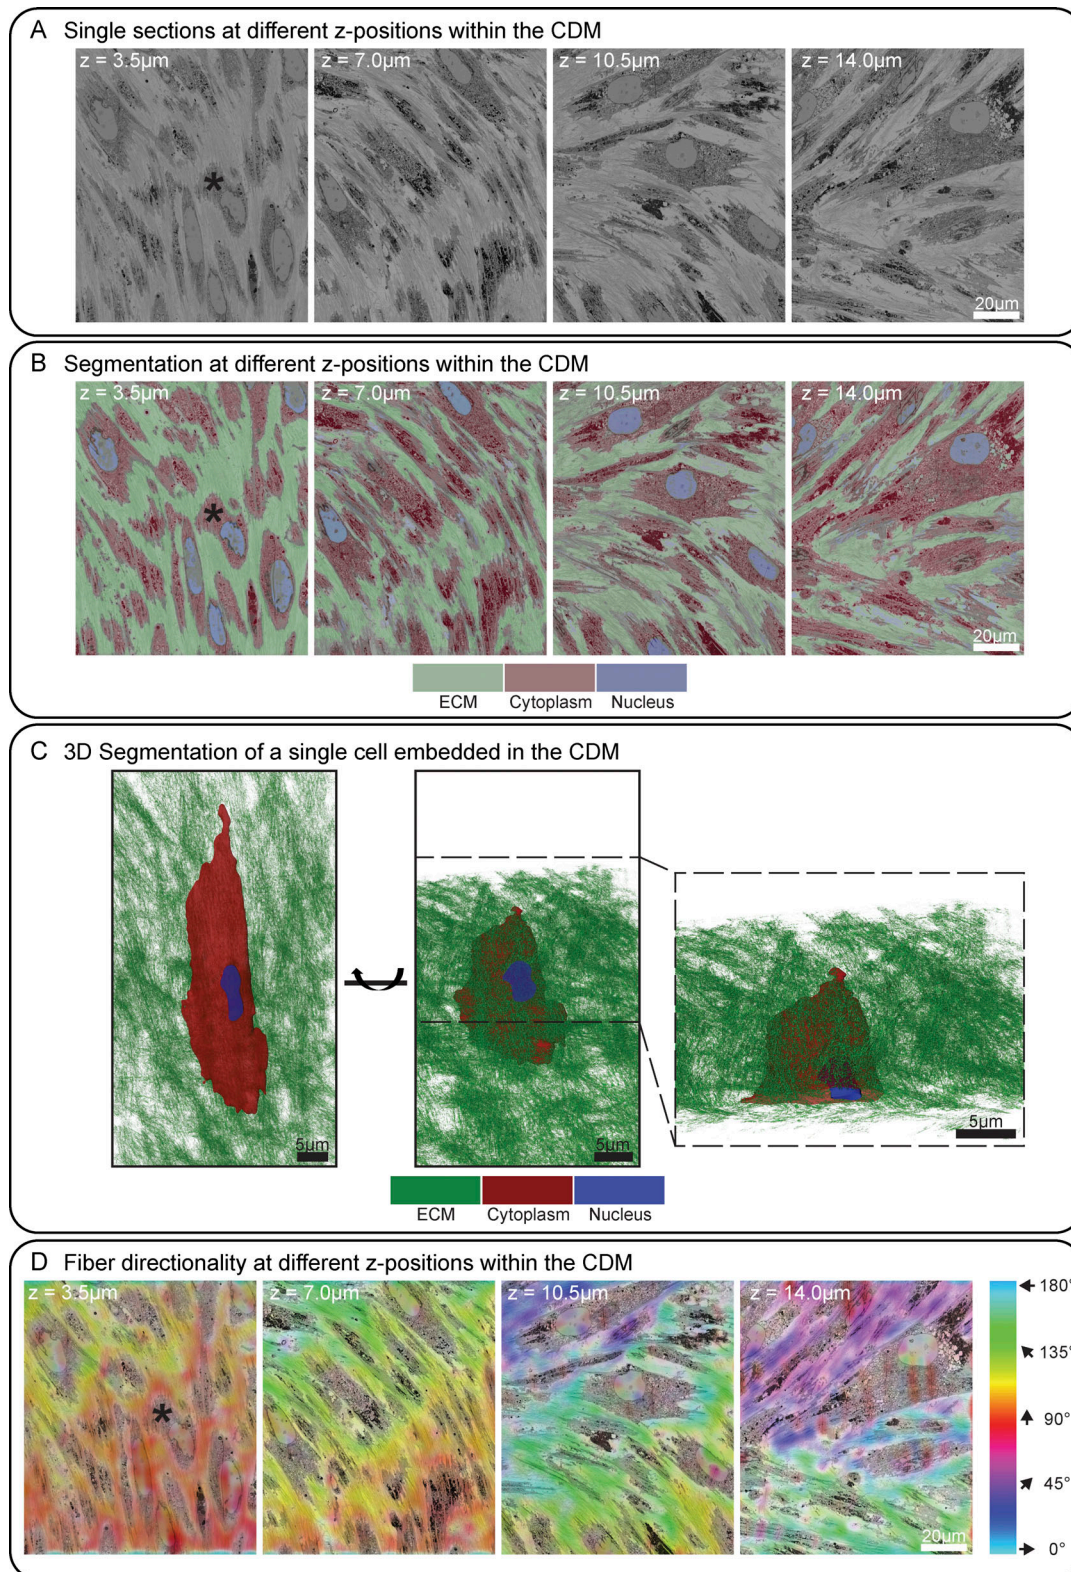 A Single sections at different z-positions within the CDM
z = 3.5µm z = 7.0µm z = 10.5µm z = 14.0µm
*
20µm
B Segmentation at different z-positions within the CDM
z = 3.5µm z = 7.0µm z = 10.5µm z = 14.0µm
*
20µm
ECM Cytoplasm Nucleus
C 3D Segmentation of a single cell embedded in the CDM
5µm 5µm 5µm
ECM Cytoplasm Nucleus
D Fiber directionality at different z-positions within the CDM
z = 3.5µm z = 7.0µm z = 10.5µm z = 14.0µm
180°
135°
*
90°
45°
20µm
0°